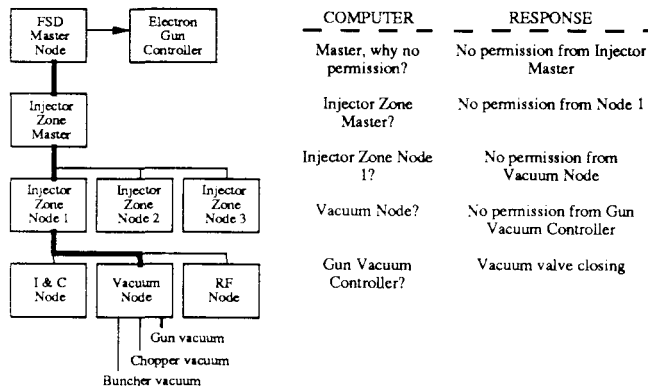 FSD
Master
Node
Electron
Gun
Controller
Injector
Zone
Master
Injector
Zone
Node 1
Injector
Zone
Node 2
Injector
Zone
Node 3
I & C
Node
Vacuum
Node
RF
Node
Gun vacuum
Chopper vacuum
Buncher vacuum
COMPUTER
RESPONSE
Master, why no
permission?
No permission from Injector
Master
Injector Zone
Master?
No permission from Node 1
Injector Zone Node
1?
No permission from
Vacuum Node
Vacuum Node?
No permission from Gun
Vacuum Controller
Gun Vacuum
Controller?
Vacuum valve closing